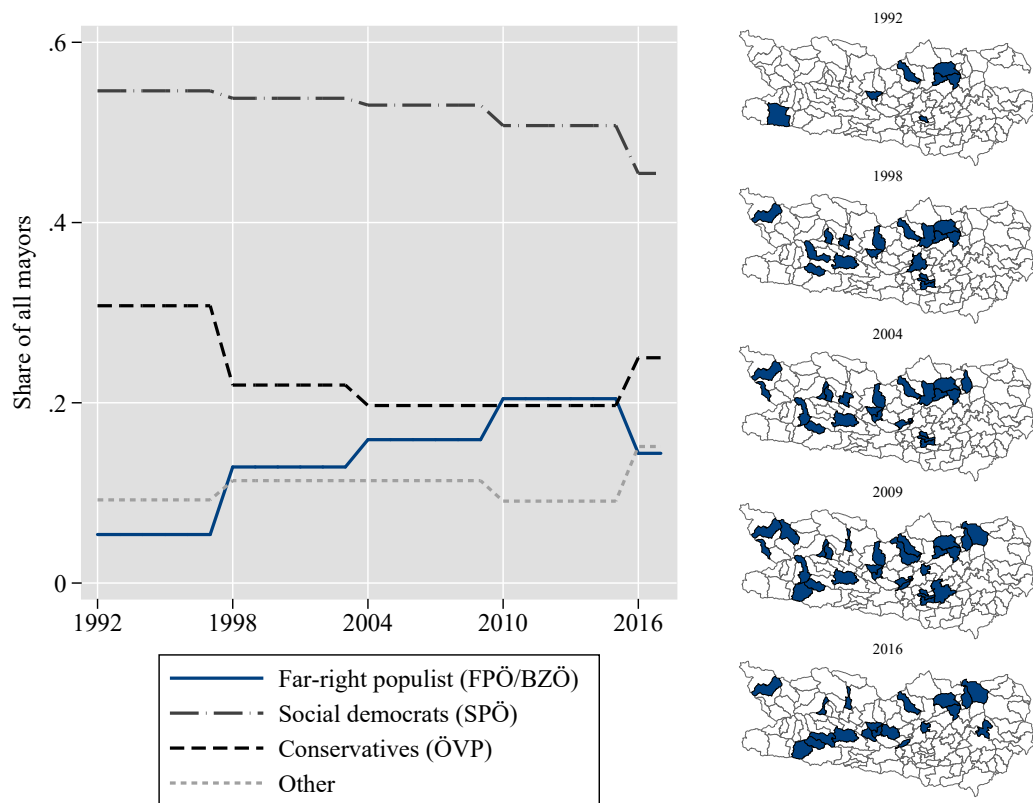 .6
.4
.2
0
Share of all mayors
1992
1998
2004
2010
2016
Far-right populist (FPÖ/BZÖ)
Social democrats (SPÖ)
Conservatives (ÖVP)
Other
1992
1998
2004
2009
2016